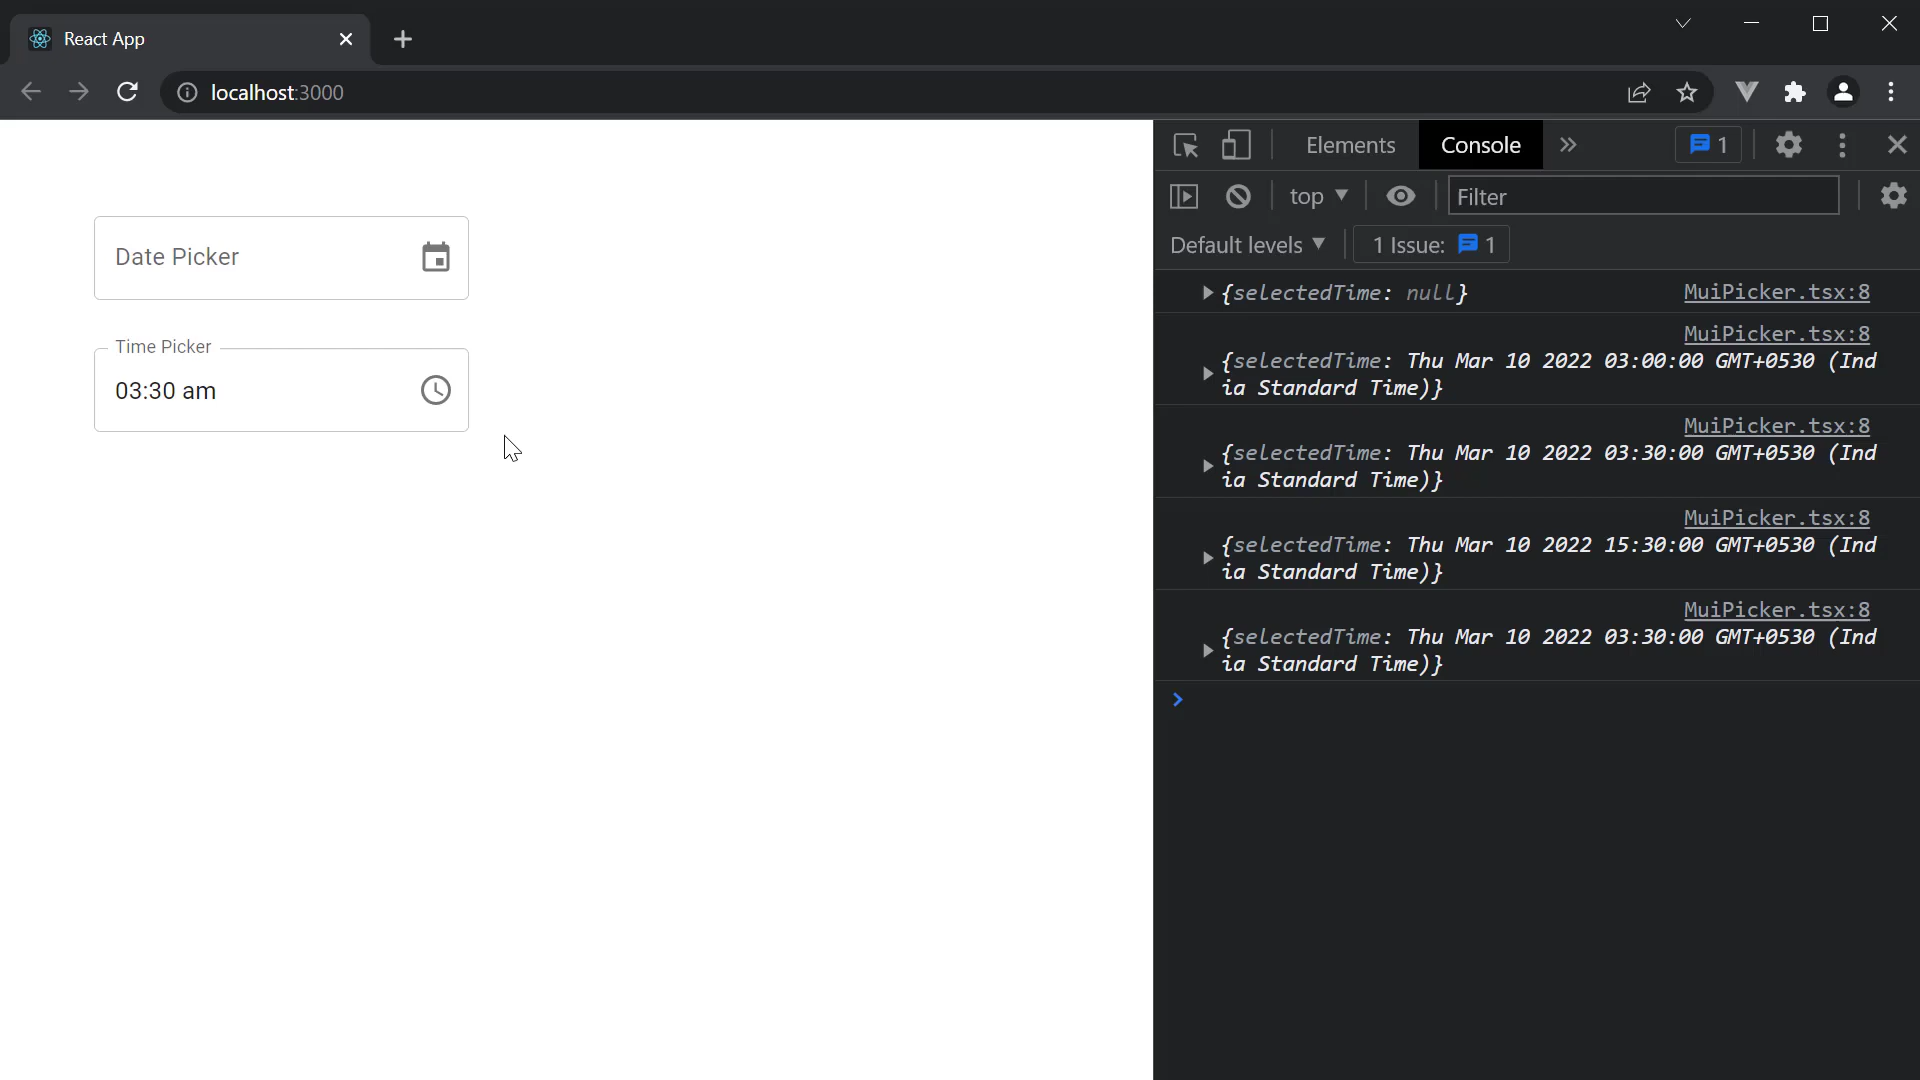 React App
localhost:3000
Date Picker
Time Picker
03:30 am
Elements
Console
1
top
Filter
Default levels
1 Issue:
1
{selectedTime: null}
MuiPicker.tsx:8
MuiPicker.tsx:8
{selectedTime: Thu Mar 10 2022 03:00:00 GMT+0530 (Ind
ia Standard Time)}
MuiPicker.tsx:8
{selectedTime: Thu Mar 10 2022 03:30:00 GMT+0530 (Ind
ia Standard Time)}
MuiPicker.tsx:8
{selectedTime: Thu Mar 10 2022 15:30:00 GMT+0530 (Ind
ia Standard Time)}
MuiPicker.tsx:8
{selectedTime: Thu Mar 10 2022 03:30:00 GMT+0530 (Ind
ia Standard Time)}